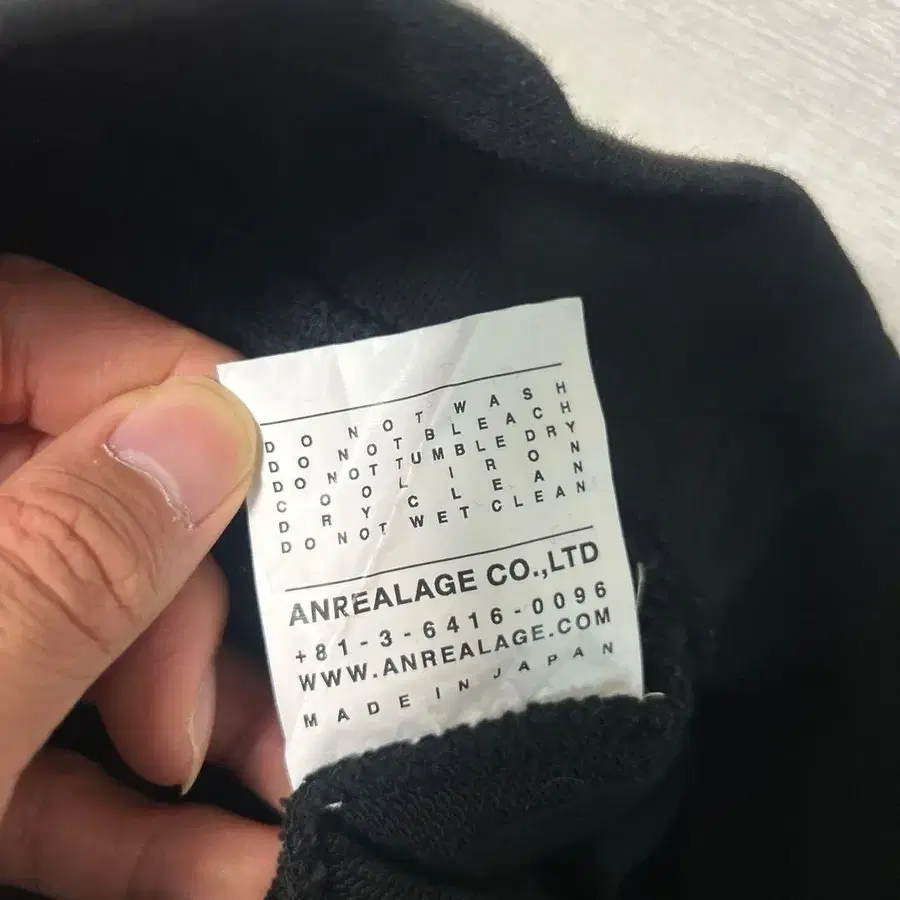 DO NOT WASH
DO NOT BLEACH
DO NOT TUMBLE DRY
COOL IRON
DRY CLEAN
DO NOT WET CLEAN
ANREALAGE CO.,LTD
+81-3-6416-0096
WWW.ANREALAGE.COM
MADE IN JAPAN